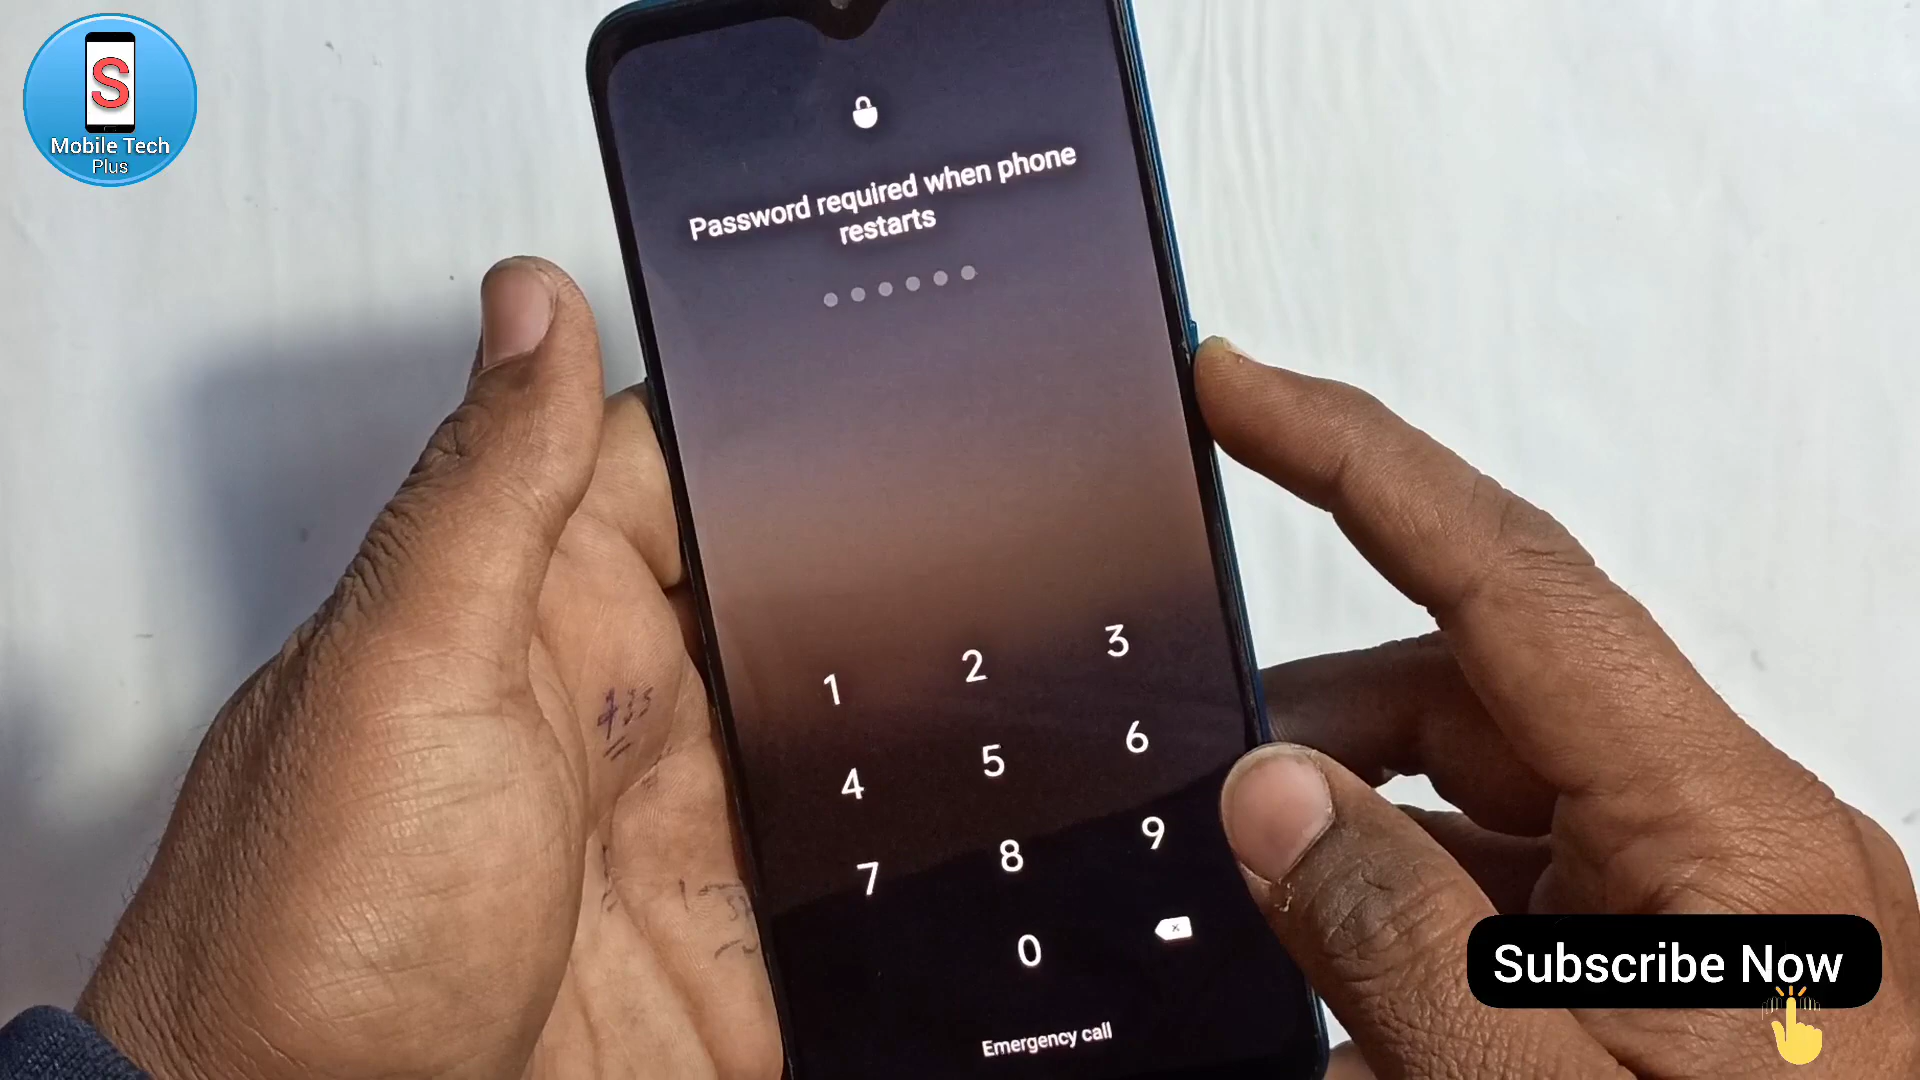 S
Mobile Tech
Plus
Password required when phone
restarts
1 2 3
4 5 6
7 8 9
0
Emergency call
Subscribe Now